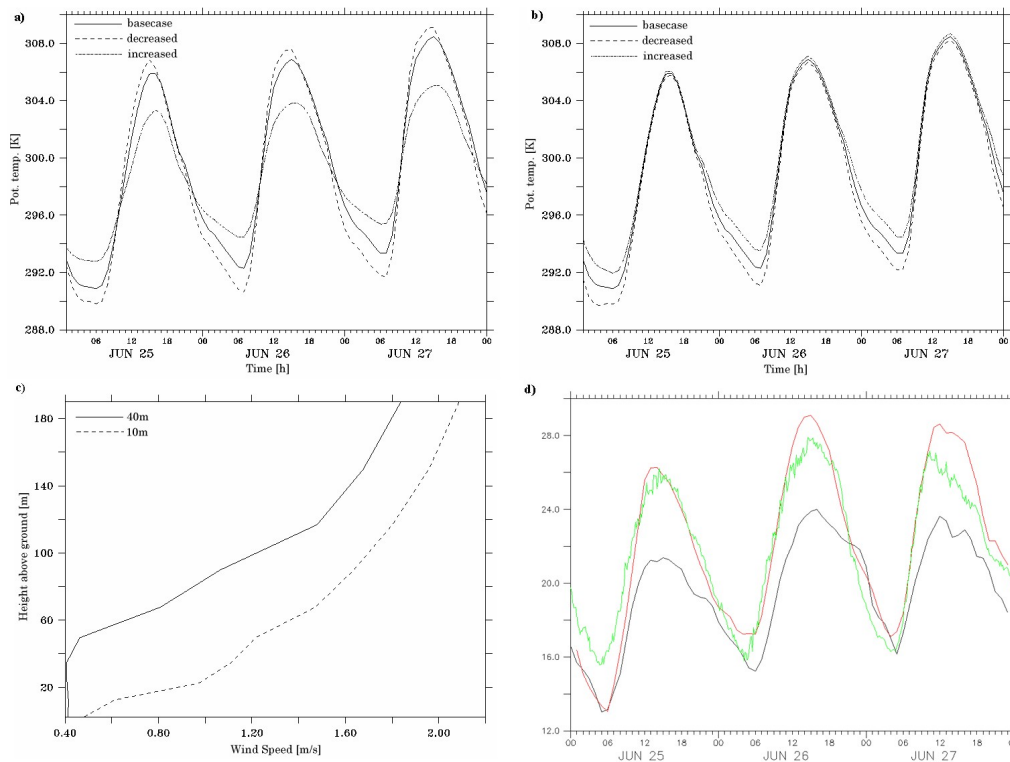 a)
basecase
decreased
increased
308.0
304.0
300.0
296.0
292.0
288.0
Pot. temp. [K]
06 12 18 00 06 12 18 00 06 12 18 00
JUN 25 JUN 26 JUN 27
Time [h]
b)
basecase
decreased
increased
308.0
304.0
300.0
296.0
292.0
288.0
Pot. temp. [K]
06 12 18 00 06 12 18 00 06 12 18 00
JUN 25 JUN 26 JUN 27
Time [h]
c)
40m
10m
180
140
100
60
20
Height above ground [m]
0.40 0.80 1.20 1.60 2.00
Wind Speed [m/s]
d)
28.0
24.0
20.0
16.0
12.0
00 06 12 18 00 06 12 18 00 06 12 18 00
JUN 25 JUN 26 JUN 27